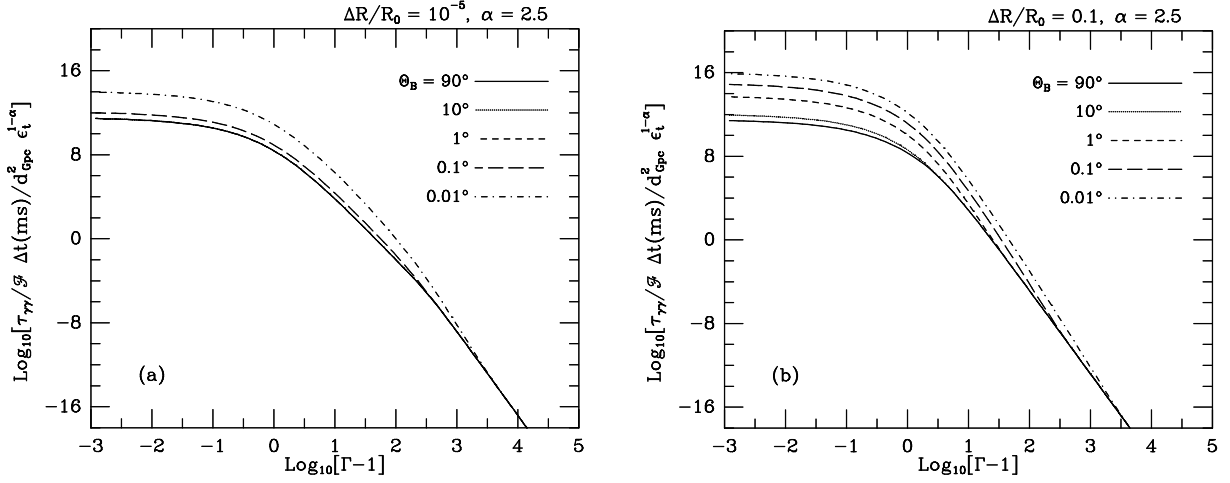 ΔR/R₀ = 10⁻⁵, α = 2.5
Log₁₀[τ_γγ/ℱ Δt(ms)/d²_Gpc ϵ_t^{1-α}]
16
8
0
-8
-16
Θ_B = 90°
10°
1°
0.1°
0.01°
(a)
-3 -2 -1 0 1 2 3 4 5
Log₁₀[Γ-1]
ΔR/R₀ = 0.1, α = 2.5
Log₁₀[τ_γγ/ℱ Δt(ms)/d²_Gpc ϵ_t^{1-α}]
16
8
0
-8
-16
Θ_B = 90°
10°
1°
0.1°
0.01°
(b)
-3 -2 -1 0 1 2 3 4 5
Log₁₀[Γ-1]